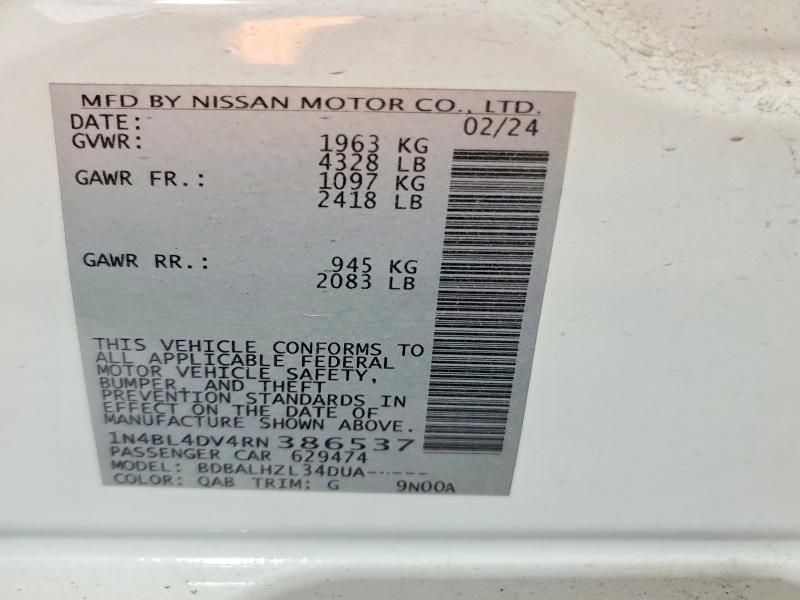 MFD BY NISSAN MOTOR CO., LTD.
DATE: 02/24
GVWR: 1963 KG
4328 LB
GAWR FR.: 1097 KG
2418 LB
GAWR RR.: 945 KG
2083 LB
THIS VEHICLE CONFORMS TO
ALL APPLICABLE FEDERAL
MOTOR VEHICLE SAFETY,
BUMPER, AND THEFT
PREVENTION STANDARDS IN
EFFECT ON THE DATE OF
MANUFACTURE SHOWN ABOVE.
1N4BL4DV4RN386537
PASSENGER CAR 629474
MODEL: BDBALHZL34DUA-----
COLOR: QAB TRIM: G 9N00A